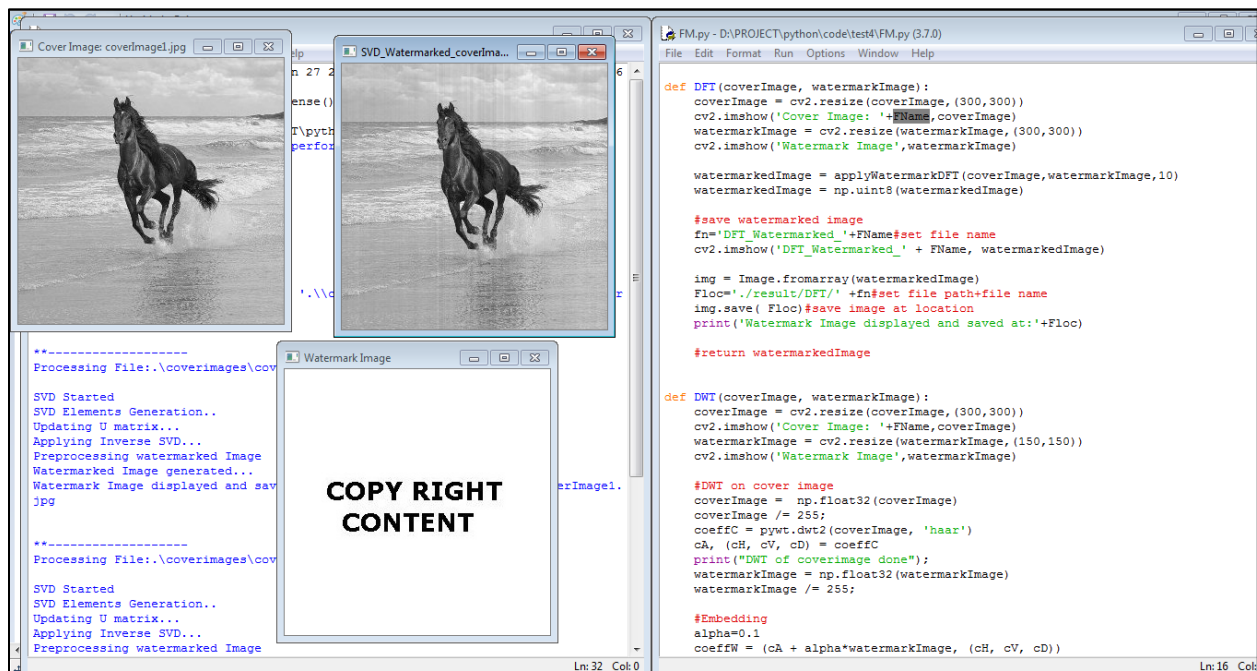 Cover Image: coverImage1.jpg
SVD_Watermarked_coverIma...
elp
n 27 2
6
ense()
T\pyth
perfor
'.\\c
r
**-------------------
Processing File:.\coverimages\cov
SVD Started
SVD Elements Generation..
Updating U matrix...
Applying Inverse SVD...
Preprocessing watermarked Image
Watermarked Image generated...
Watermark Image displayed and sav
erImage1.
jpg
**-------------------
Processing File:.\coverimages\cov
SVD Started
SVD Elements Generation..
Updating U matrix...
Applying Inverse SVD...
Preprocessing watermarked Image
Ln: 32 Col: 0
Watermark Image
COPY RIGHT
CONTENT
FM.py - D:\PROJECT\python\code\test4\FM.py (3.7.0)
File Edit Format Run Options Window Help
def DFT(coverImage, watermarkImage):
    coverImage = cv2.resize(coverImage,(300,300))
    cv2.imshow('Cover Image: '+FName,coverImage)
    watermarkImage = cv2.resize(watermarkImage,(300,300))
    cv2.imshow('Watermark Image',watermarkImage)
    watermarkedImage = applyWatermarkDFT(coverImage,watermarkImage,10)
    watermarkedImage = np.uint8(watermarkedImage)
    #save watermarked image
    fn='DFT_Watermarked_'+FName#set file name
    cv2.imshow('DFT_Watermarked_' + FName, watermarkedImage)
    img = Image.fromarray(watermarkedImage)
    Floc='./result/DFT/' +fn#set file path+file name
    img.save( Floc)#save image at location
    print('Watermark Image displayed and saved at:'+Floc)
    #return watermarkedImage
def DWT(coverImage, watermarkImage):
    coverImage = cv2.resize(coverImage,(300,300))
    cv2.imshow('Cover Image: '+FName,coverImage)
    watermarkImage = cv2.resize(watermarkImage,(150,150))
    cv2.imshow('Watermark Image',watermarkImage)
    #DWT on cover image
    coverImage =  np.float32(coverImage)
    coverImage /= 255;
    coeffC = pywt.dwt2(coverImage, 'haar')
    cA, (cH, cV, cD) = coeffC
    print("DWT of coverimage done");
    watermarkImage = np.float32(watermarkImage)
    watermarkImage /= 255;
    #Embedding
    alpha=0.1
    coeffW = (cA + alpha*watermarkImage, (cH, cV, cD))
Ln: 16 Col: